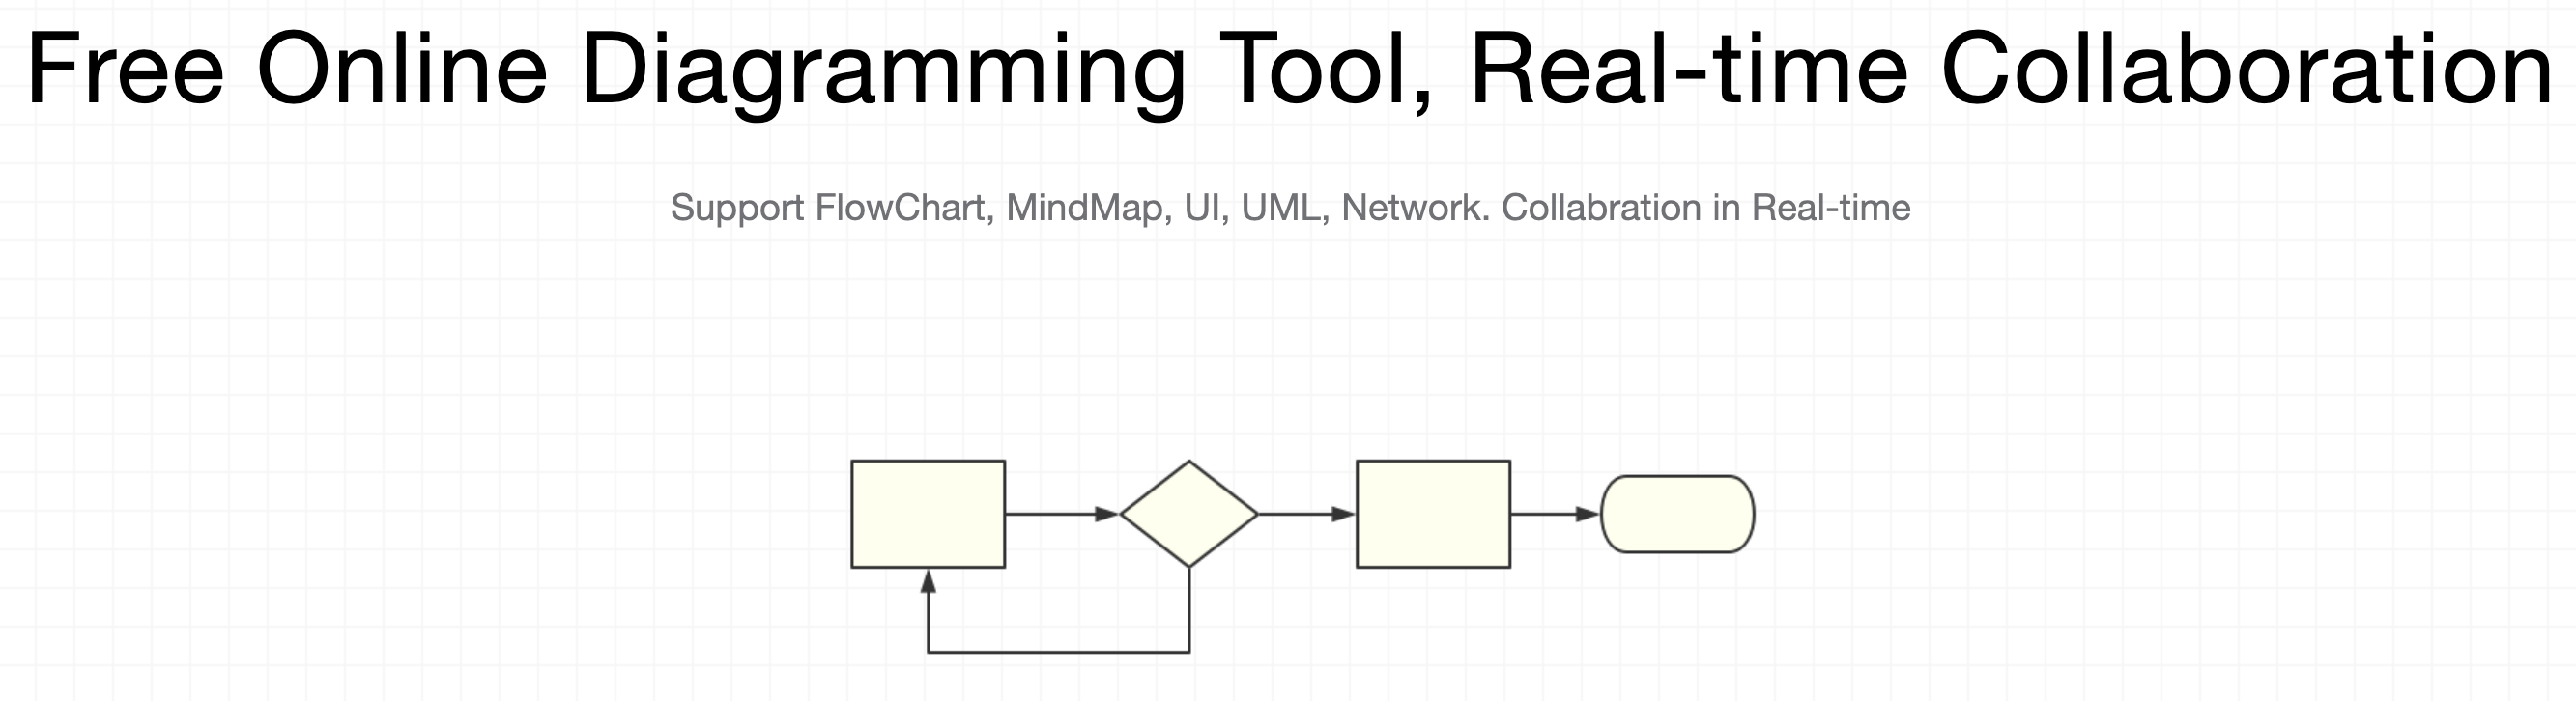 Free Online Diagramming Tool, Real-time Collaboration
Support FlowChart, MindMap, UI, UML, Network. Collabration in Real-time